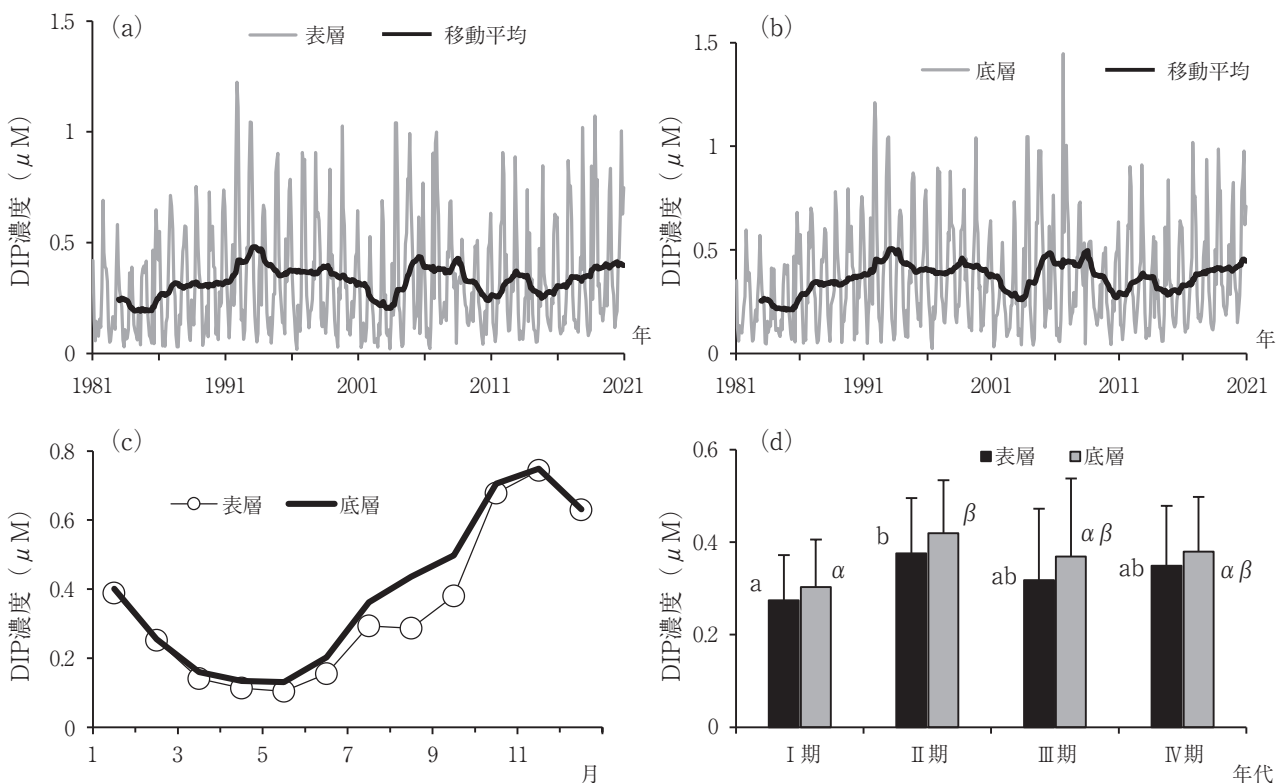 (a)
表層 移動平均
DIP濃度（μM）
1.5
1
0.5
0
1981 1991 2001 2011 2021
年
(b)
底層 移動平均
DIP濃度（μM）
1.5
1
0.5
0
1981 1991 2001 2011 2021
年
(c)
表層 底層
DIP濃度（μM）
0.8
0.6
0.4
0.2
0
1 3 5 7 9 11
月
(d)
表層 底層
DIP濃度（μM）
0.6
0.4
0.2
0
a α b β ab αβ ab αβ
Ⅰ期 Ⅱ期 Ⅲ期 Ⅳ期
年代